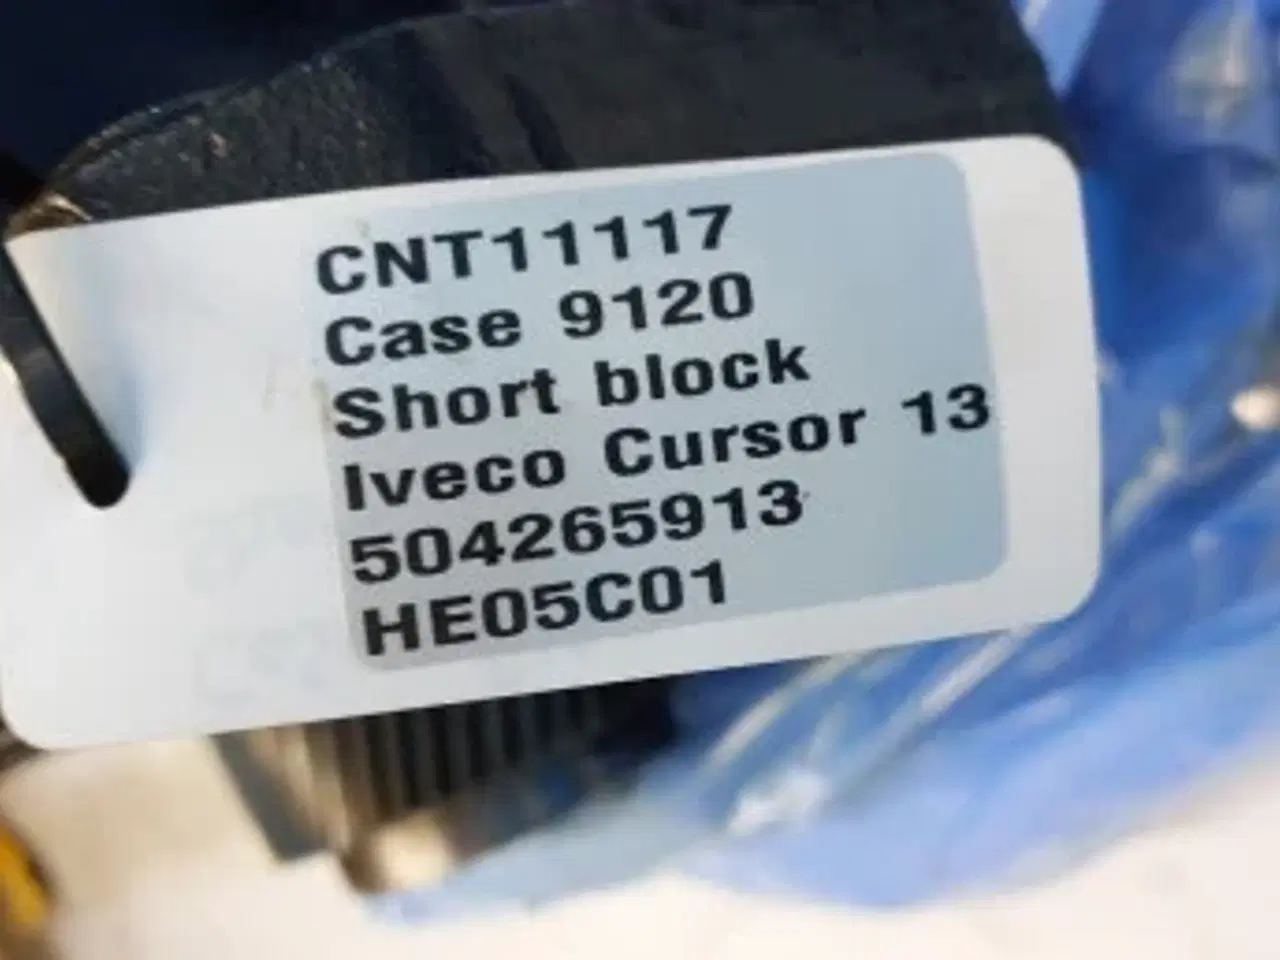 CNT11117
Case 9120
Short block
Iveco Cursor 13
504265913
HE05C01